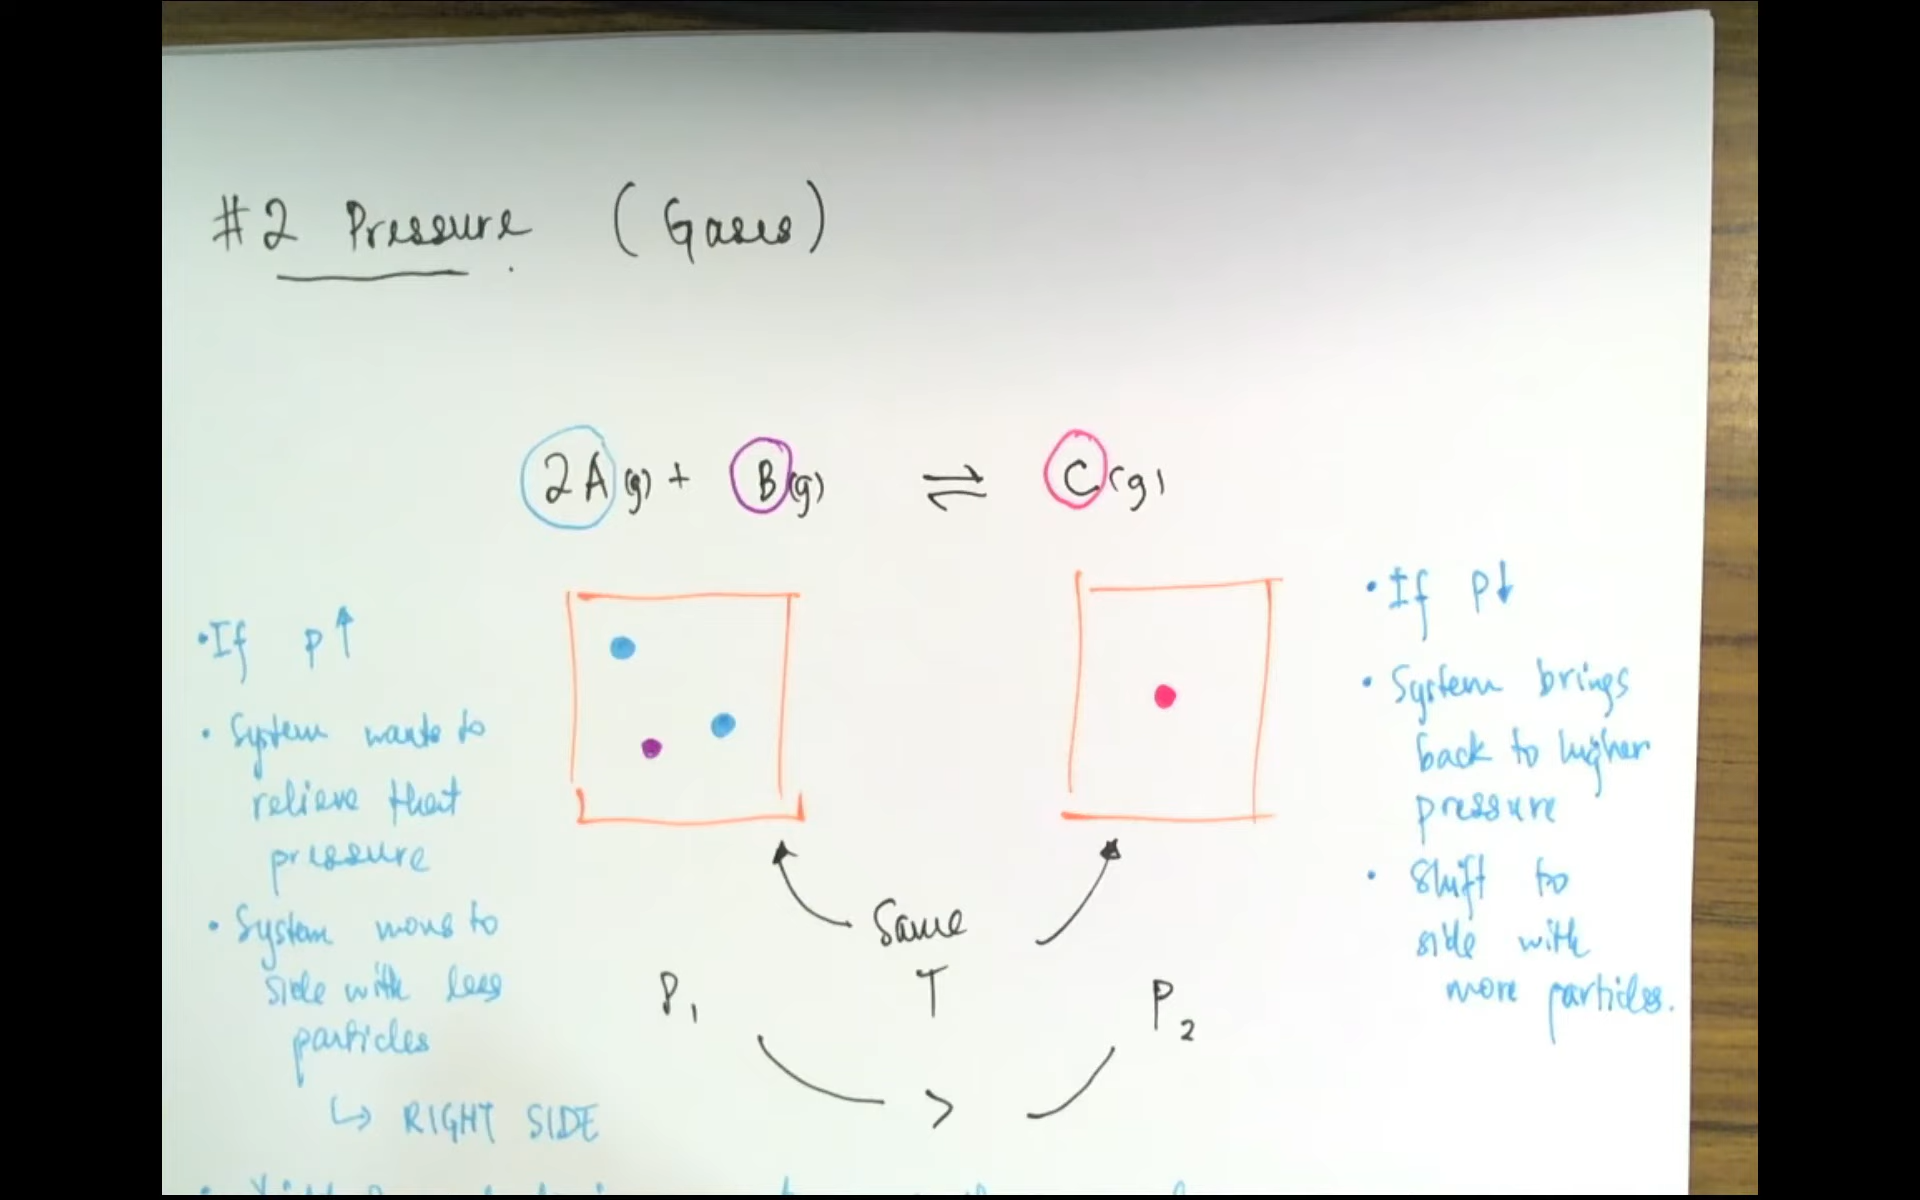 #2 Pressure (Gases)
2A(g) + B(g) ⇌ C(g)
• If p↑
• System wants to
relieve that
pressure
• System moves to
side with less
particles
↳ RIGHT SIDE
Same
T
P₁ > P₂
• If p↓
• System brings
back to higher
pressure
• Shift to
side with
more particles.